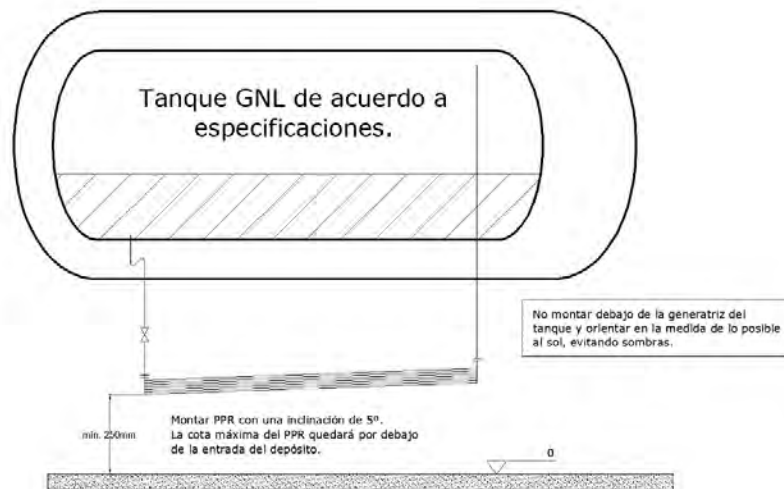 Tanque GNL de acuerdo a
especificaciones.
No montar debajo de la generatriz del
tanque y orientar en la medida de lo posible
al sol, evitando sombras.
Montar PPR con una inclinación de 5º.
La cota máxima del PPR quedará por debajo
de la entrada del depósito.
mín. 250mm
0